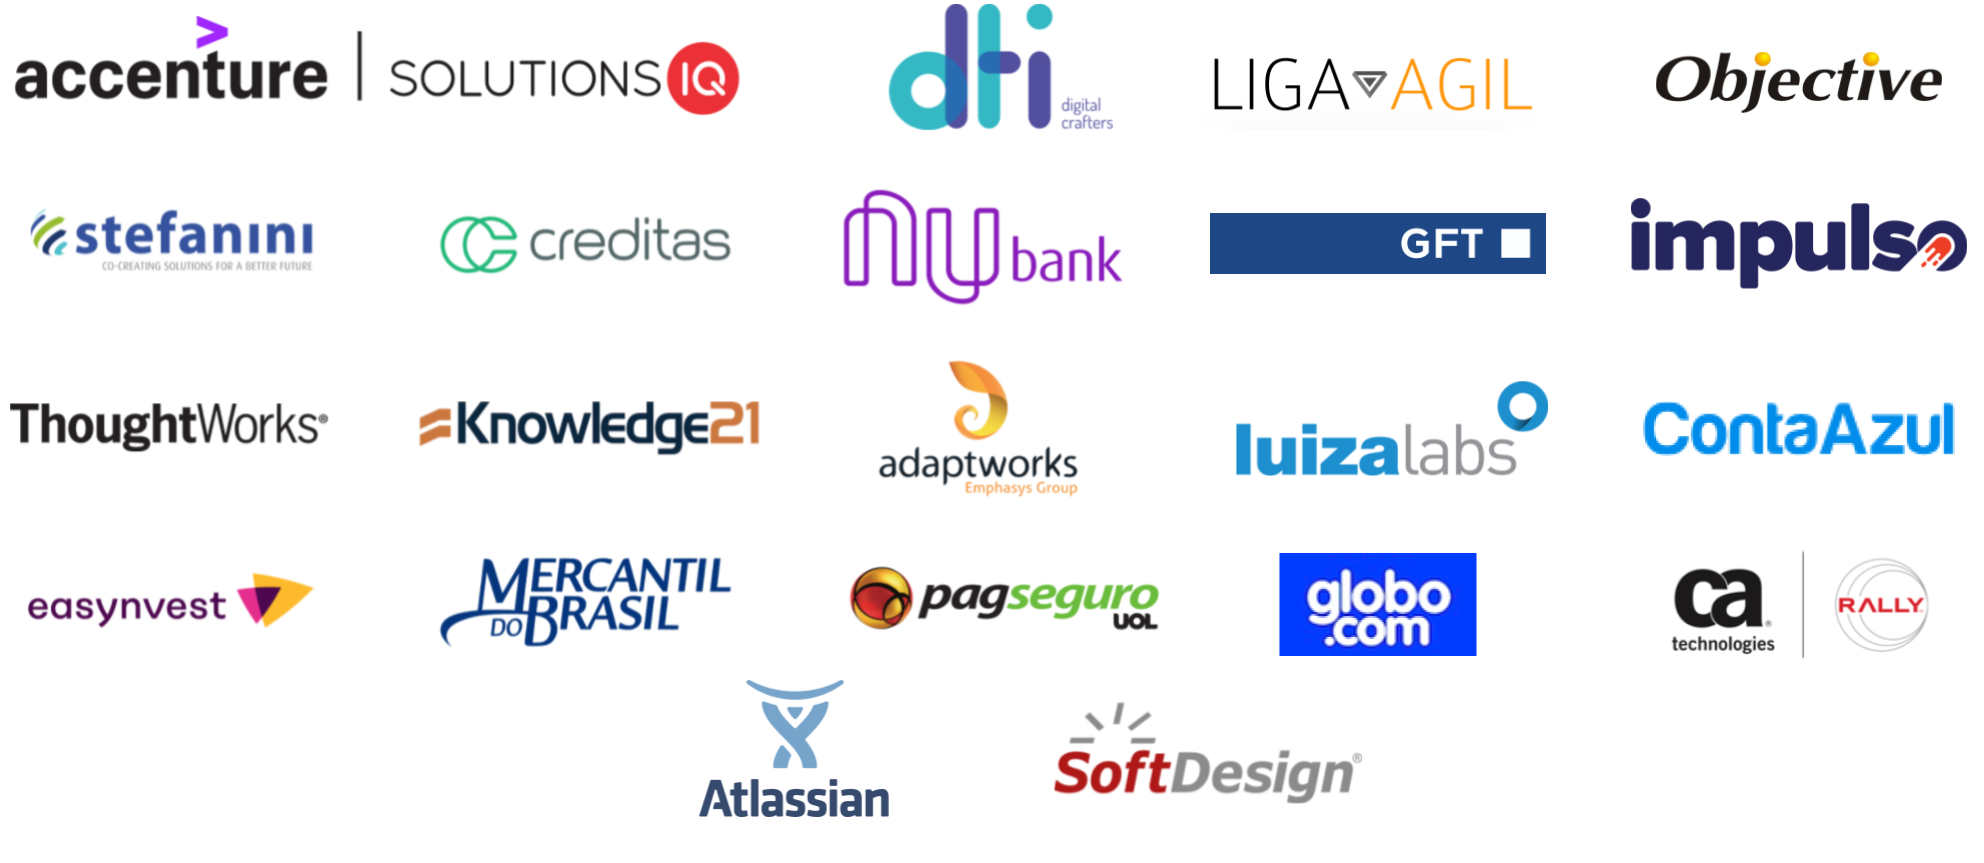 accenture | SOLUTIONS IQ
dti digital crafters
LIGA AGIL
Objective
stefanini
CO-CREATING SOLUTIONS FOR A BETTER FUTURE
creditas
nu bank
GFT
impulso
ThoughtWorks®
Knowledge21
adaptworks
Emphasys Group
luizalabs
ContaAzul
easynvest
MERCANTIL
DO BRASIL
pagseguro
UOL
globo
.com
ca
technologies
RALLY
Atlassian
SoftDesign®